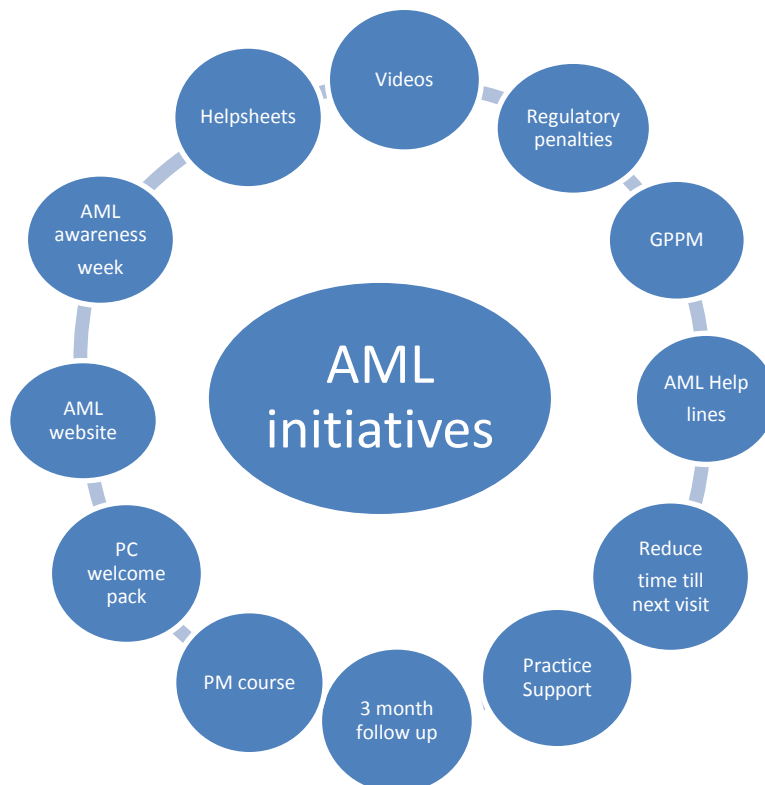 Videos
Regulatory
penalties
GPPM
AML Help
lines
Reduce
time till
next visit
Practice
Support
3 month
follow up
PM course
PC
welcome
pack
AML
website
AML
awareness
week
Helpsheets
AML
initiatives